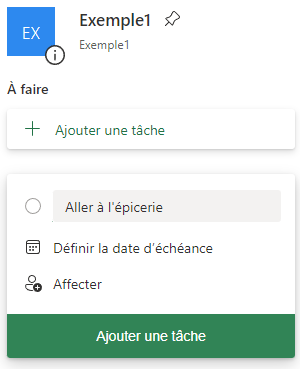 EX
Exemple1
Exemple1
À faire
Ajouter une tâche
Aller à l'épicerie
Définir la date d'échéance
Affecter
Ajouter une tâche